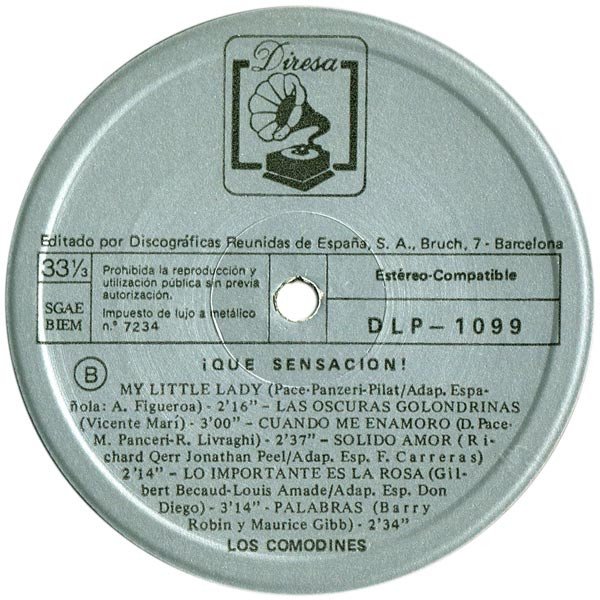 Diresa
Editado por Discográficas Reunidas de España, S. A., Bruch, 7 - Barcelona
33⅓
Prohibida la reproducción y
utilización pública sin previa
autorización.
SGAE
BIEM
Impuesto de lujo a metálico
n.º 7234
Estéreo-Compatible
DLP-1099
B
¡QUE SENSACION!
MY LITTLE LADY (Pace-Panzeri-Pilat/Adap. Espa-
ñola: A. Figueroa) - 2'16" - LAS OSCURAS GOLONDRINAS
(Vicente Marí) - 3'00" - CUANDO ME ENAMORO (D. Pace-
M. Panceri-R. Livraghi) - 2'37" - SOLIDO AMOR (Ri-
chard Qerr Jonathan Peel/Adap. Esp. F. Carreras)
2'14" - LO IMPORTANTE ES LA ROSA (Gil-
bert Becaud-Louis Amade/Adap. Esp. Don
Diego) - 3'14" - PALABRAS (Barry
Robin y Maurice Gibb) - 2'34"
LOS COMODINES